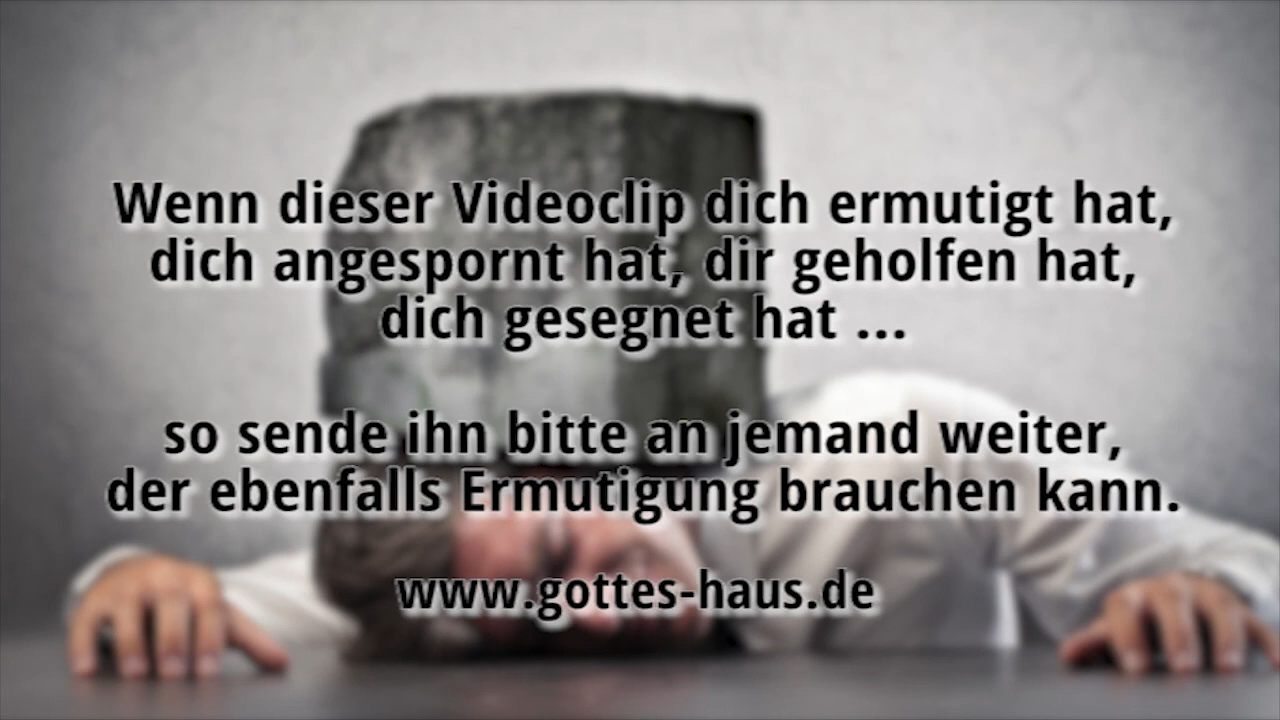 Wenn dieser Videoclip dich ermutigt hat,
dich angespornt hat, dir geholfen hat,
dich gesegnet hat ...
so sende ihn bitte an jemand weiter,
der ebenfalls Ermutigung brauchen kann.
www.gottes-haus.de